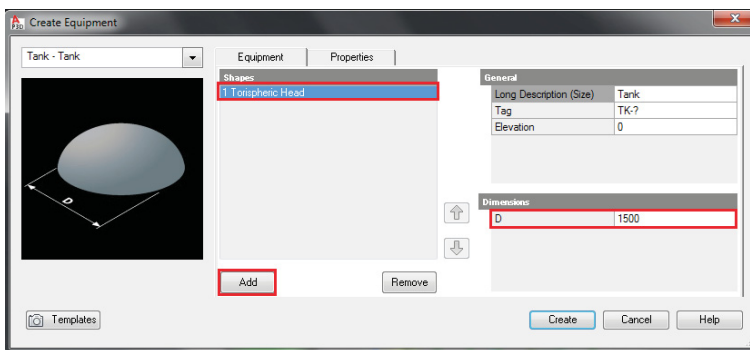 A
P3D
Create Equipment
Tank - Tank
Equipment
Properties
Shapes
1 Torispheric Head
General
Long Description (Size)
Tank
Tag
TK-?
Elevation
0
D
Dimensions
D
1500
Add
Remove
Templates
Create
Cancel
Help